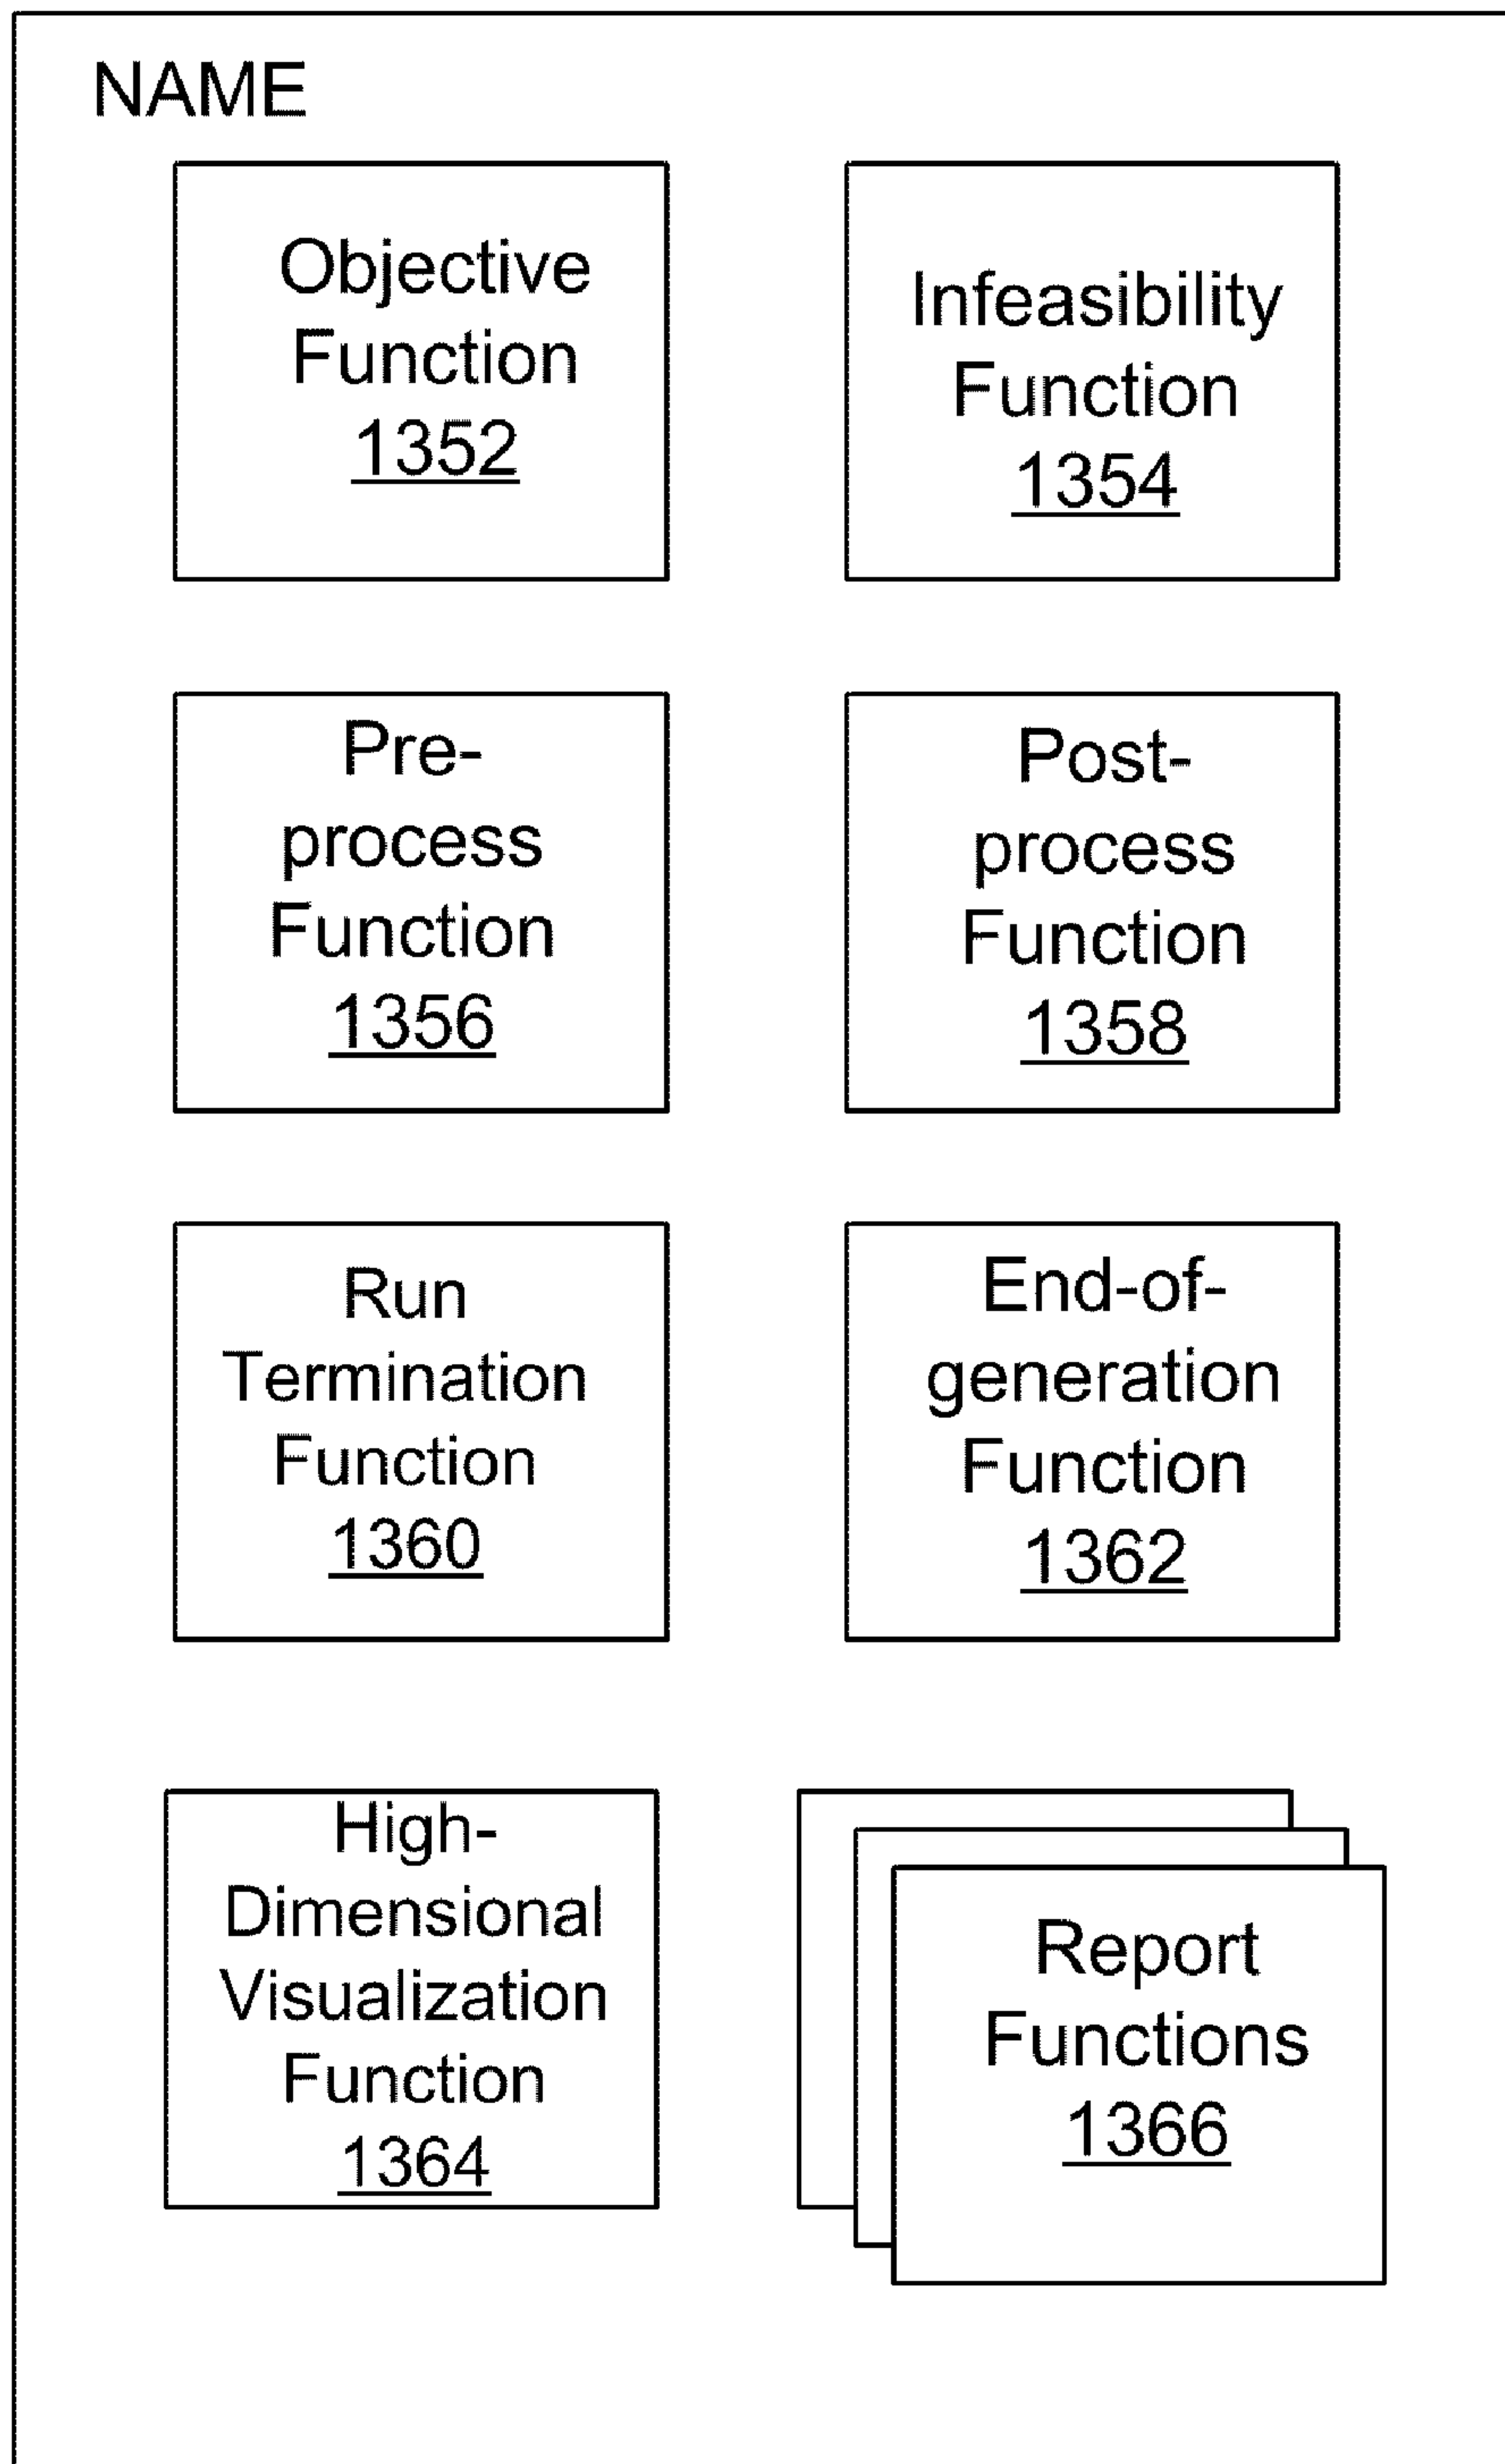 NAME
Objective
Function
1352
Infeasibility
Function
1354
Pre-
process
Function
1356
Post-
process
Function
1358
Run
Termination
Function
1360
End-of-
generation
Function
1362
High-
Dimensional
Visualization
Function
1364
Report
Functions
1366